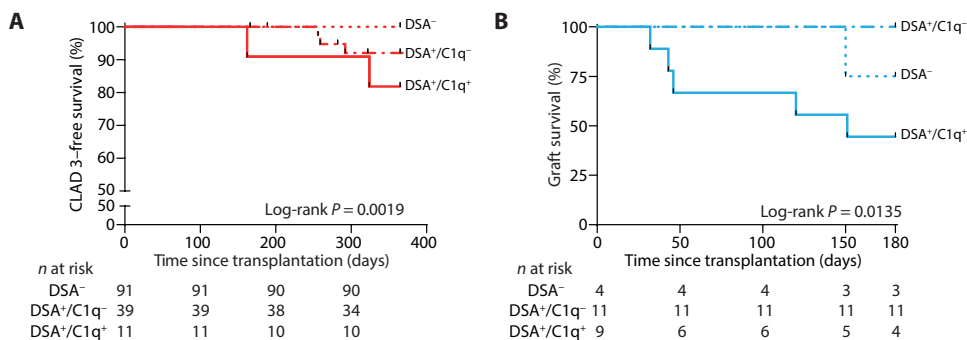 A
CLAD 3–free survival (%)
100
90
80
70
60
50
50
0
DSA⁻
DSA⁺/C1q⁻
DSA⁺/C1q⁺
Log-rank P = 0.0019
0 100 200 300 400
Time since transplantation (days)
n at risk
DSA⁻ 91 91 90 90
DSA⁺/C1q⁻ 39 39 38 34
DSA⁺/C1q⁺ 11 11 10 10
B
Graft survival (%)
100
75
50
25
0
DSA⁺/C1q⁻
DSA⁻
DSA⁺/C1q⁺
Log-rank P = 0.0135
0 50 100 150 180
Time since transplantation (days)
n at risk
DSA⁻ 4 4 4 3 3
DSA⁺/C1q⁻ 11 11 11 11 11
DSA⁺/C1q⁺ 9 6 6 5 4